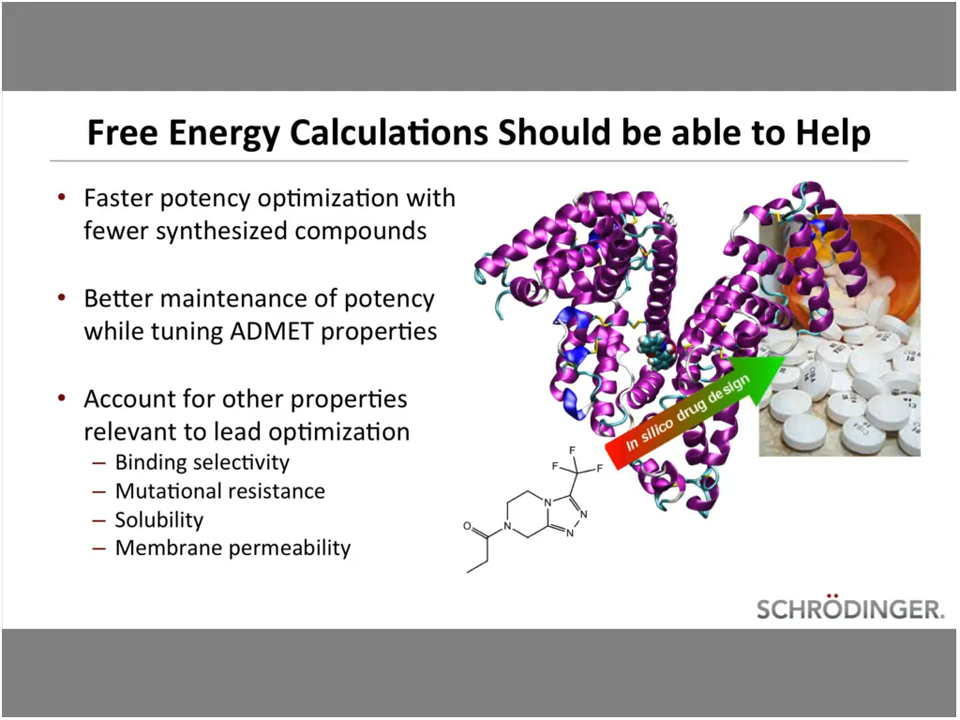 Free Energy Calculations Should be able to Help
• Faster potency optimization with
fewer synthesized compounds
• Better maintenance of potency
while tuning ADMET properties
• Account for other properties
relevant to lead optimization
– Binding selectivity
– Mutational resistance
– Solubility
– Membrane permeability
In silico drug design
F
F
F
N
N
N
N
O
SCHRÖDINGER.